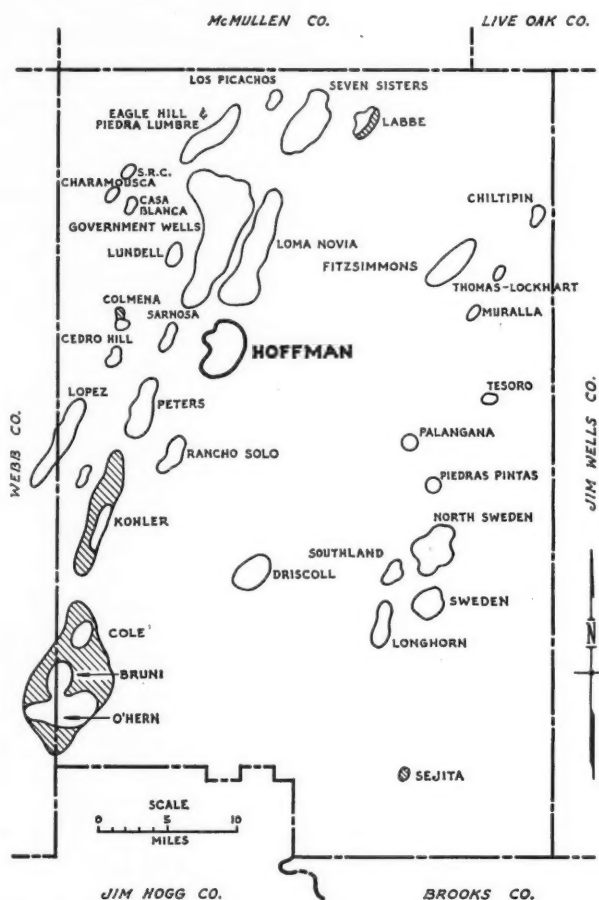 McMULLEN CO.
LIVE OAK CO.
LOS PICACHOS
SEVEN SISTERS
EAGLE HILL &
PIEDRA LUMBRE
LABBE
S.R.C.
CHARAMOUSCA
CASA
BLANCA
CHILTIPIN
GOVERNMENT WELLS
LUNDELL
LOMA NOVIA
FITZSIMMONS
THOMAS-LOCKHART
COLMENA
SARNOSA
MURALLA
CEDRO HILL
HOFFMAN
LOPEZ
PETERS
TESORO
WEBB CO.
JIM WELLS CO.
PALANGANA
RANCHO SOLO
PIEDRAS PINTAS
KOHLER
NORTH SWEDEN
SOUTHLAND
DRISCOLL
SWEDEN
N
COLE
LONGHORN
BRUNI
O'HERN
SEJITA
SCALE
0 5 10
MILES
JIM HOGG CO.
BROOKS CO.